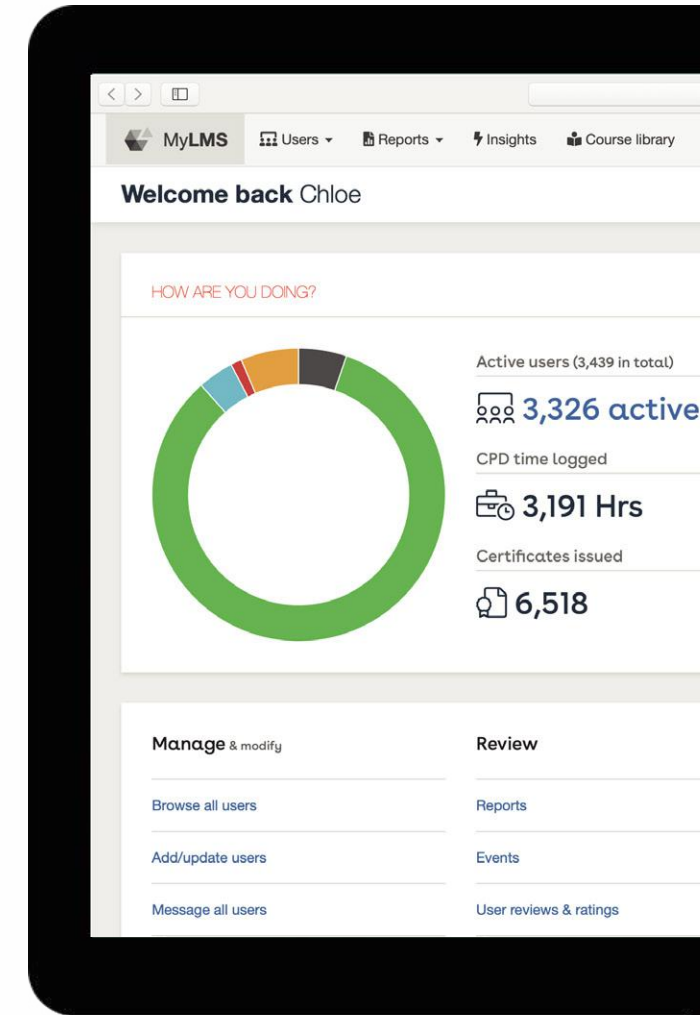 MyLMS
Users
Reports
Insights
Course library
Welcome back Chloe
HOW ARE YOU DOING?
Active users (3,439 in total)
3,326 active
CPD time logged
3,191 Hrs
Certificates issued
6,518
Manage & modify
Browse all users
Add/update users
Message all users
Review
Reports
Events
User reviews & ratings